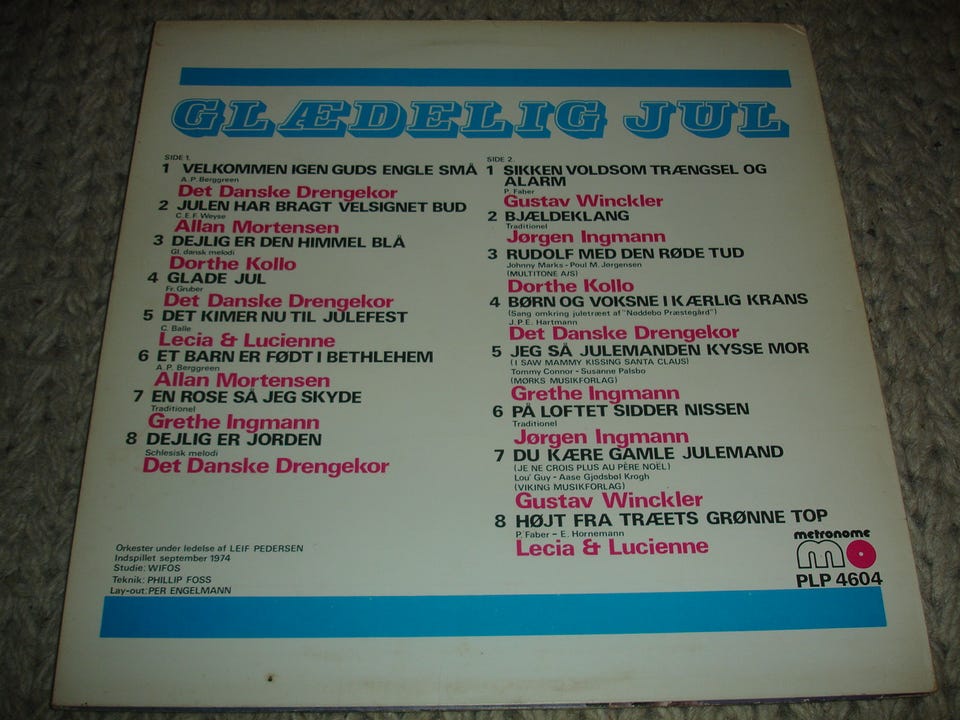 GLÆDELIG JUL
SIDE 1.
1 VELKOMMEN IGEN GUDS ENGLE SMÅ
A.P. Berggreen
Det Danske Drengekor
2 JULEN HAR BRAGT VELSIGNET BUD
C.E.F. Weyse
Allan Mortensen
3 DEJLIG ER DEN HIMMEL BLÅ
Gl. dansk melodi
Dorthe Kollo
4 GLADE JUL
Fr. Gruber
Det Danske Drengekor
5 DET KIMER NU TIL JULEFEST
C. Balle
Lecia & Lucienne
6 ET BARN ER FØDT I BETHLEHEM
A.P. Berggreen
Allan Mortensen
7 EN ROSE SÅ JEG SKYDE
Traditionel
Grethe Ingmann
8 DEJLIG ER JORDEN
Schlesisk melodi
Det Danske Drengekor
SIDE 2.
1 SIKKEN VOLDSOM TRÆNGSEL OG
ALARM
P. Faber
Gustav Winckler
2 BJÆLDEKLANG
Traditionel
Jørgen Ingmann
3 RUDOLF MED DEN RØDE TUD
Johnny Marks - Poul M. Jørgensen
(MULTITONE A/S)
Dorthe Kollo
4 BØRN OG VOKSNE I KÆRLIG KRANS
(Sang omkring juletræet af "Noddebo Præstegård")
J.P.E. Hartmann
Det Danske Drengekor
5 JEG SÅ JULEMANDEN KYSSE MOR
(I SAW MAMMY KISSING SANTA CLAUS)
Tommy Connor - Susanne Palsbo
(MØRKS MUSIKFORLAG)
Grethe Ingmann
6 PÅ LOFTET SIDDER NISSEN
Traditionel
Jørgen Ingmann
7 DU KÆRE GAMLE JULEMAND
(JE NE CROIS PLUS AU PÈRE NOËL)
Lou' Guy - Aase Gjødsbøl Krogh
(VIKING MUSIKFORLAG)
Gustav Winckler
8 HØJT FRA TRÆETS GRØNNE TOP
P. Faber - E. Hornemann
Lecia & Lucienne
Orkester under ledelse af LEIF PEDERSEN
Indspillet september 1974
Studie: WIFOS
Teknik: PHILLIP FOSS
Lay-out: PER ENGELMANN
metronome
PLP 4604